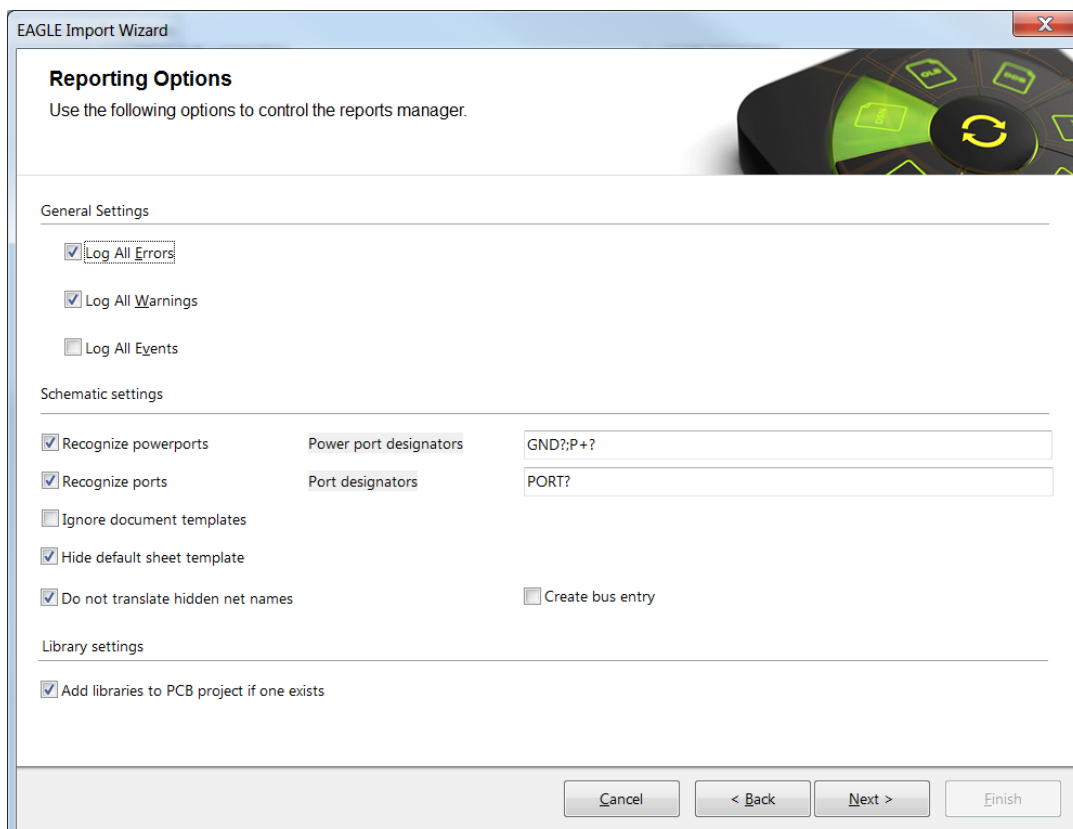 EAGLE Import Wizard
X
Reporting Options
Use the following options to control the reports manager.
OLB
DDB
DSN
General Settings
Log All Errors
Log All Warnings
Log All Events
Schematic settings
Recognize powerports Power port designators GND?;P+?
Recognize ports Port designators PORT?
Ignore document templates
Hide default sheet template
Do not translate hidden net names Create bus entry
Library settings
Add libraries to PCB project if one exists
Cancel < Back Next > Finish